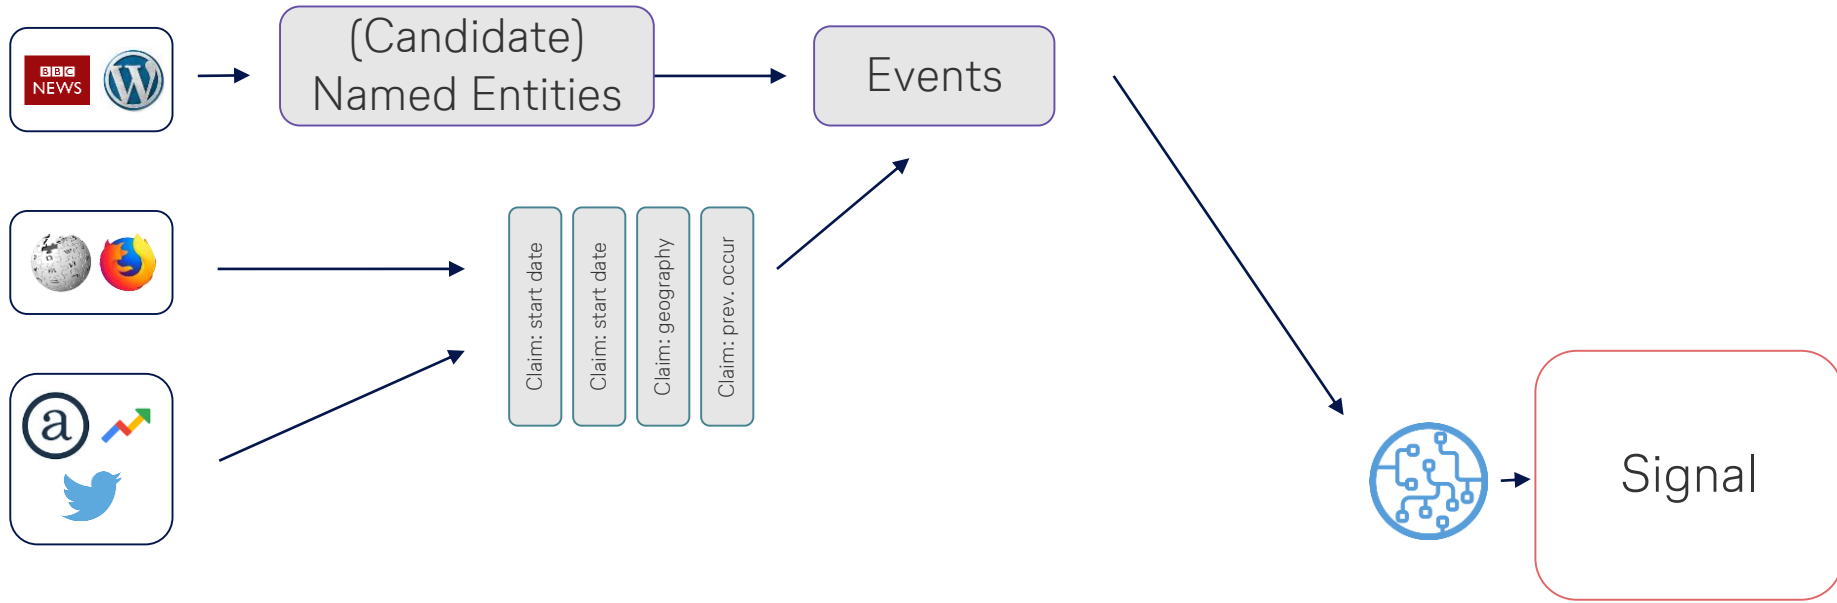 BBC
NEWS
W
(Candidate)
Named Entities
Events
Claim: start date
Claim: start date
Claim: geography
Claim: prev. occur
a
Signal